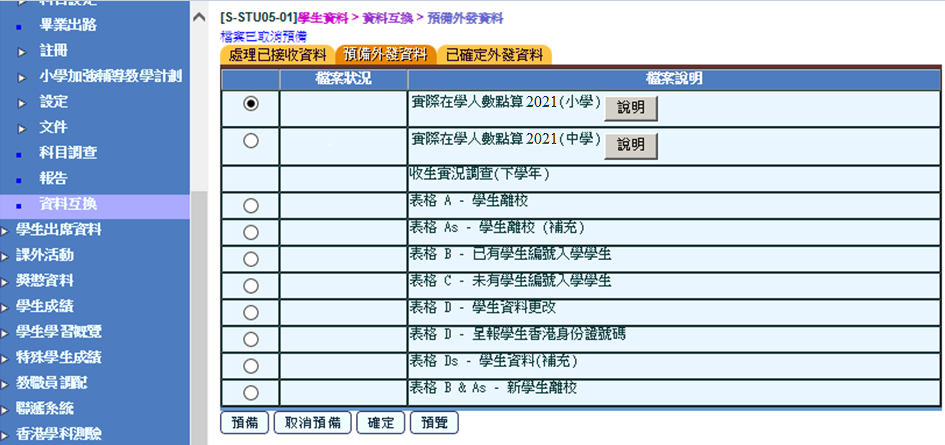 科目設定
畢業出路
註冊
小學加強輔導教學計劃
設定
文件
科目調查
報告
資料互換
學生出席資料
課外活動
獎懲資料
學生成績
學生學習概覽
特殊學生成績
教職員調配
聯遞系統
香港學科測驗
[S-STU05-01]學生資料 > 資料互換 > 預備外發資料
檔案已取消預備
處理已接收資料 預備外發資料 已確定外發資料
檔案狀況 檔案說明
實際在學人數點算 2021(小學) 說明
實際在學人數點算 2021(中學) 說明
收生實況調查(下學年)
表格 A - 學生離校
表格 As - 學生離校 (補充)
表格 B - 已有學生編號入學學生
表格 C - 未有學生編號入學學生
表格 D - 學生資料更改
表格 D - 呈報學生香港身份證號碼
表格 Ds - 學生資料(補充)
表格 B & As - 新學生離校
預備 取消預備 確定 預覽